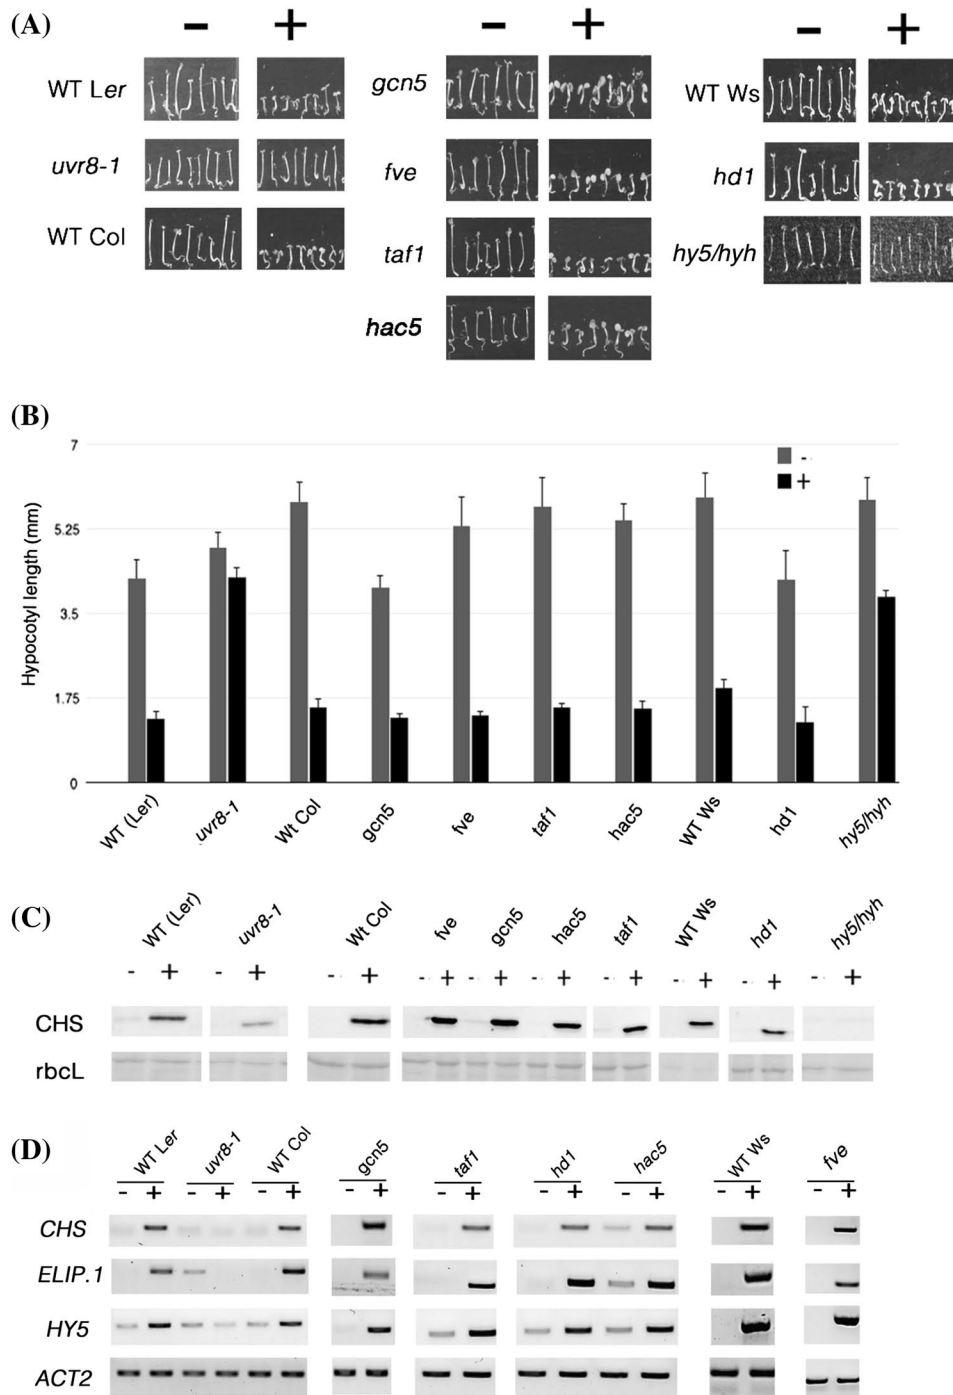 (A)
− + − + − +
WT Ler gcn5 WT Ws
uvr8-1 fve hd1
WT Col taf1 hy5/hyh
hac5
(B)
7
5.25
3.5
1.75
0
Hypocotyl length (mm)
-
+
WT (Ler) uvr8-1 Wt Col gcn5 fve taf1 hac5 WT Ws hd1 hy5/hyh
(C)
WT (Ler) uvr8-1 Wt Col fve gcn5 hac5 taf1 WT Ws hd1 hy5/hyh
- + - + - + - + - + - + - + - + - + - +
CHS
rbcL
(D)
WT Ler uvr8-1 WT Col gcn5 taf1 hd1 hac5 WT Ws fve
- + - + - + - + - + - + - + - + - +
CHS
ELIP.1
HY5
ACT2